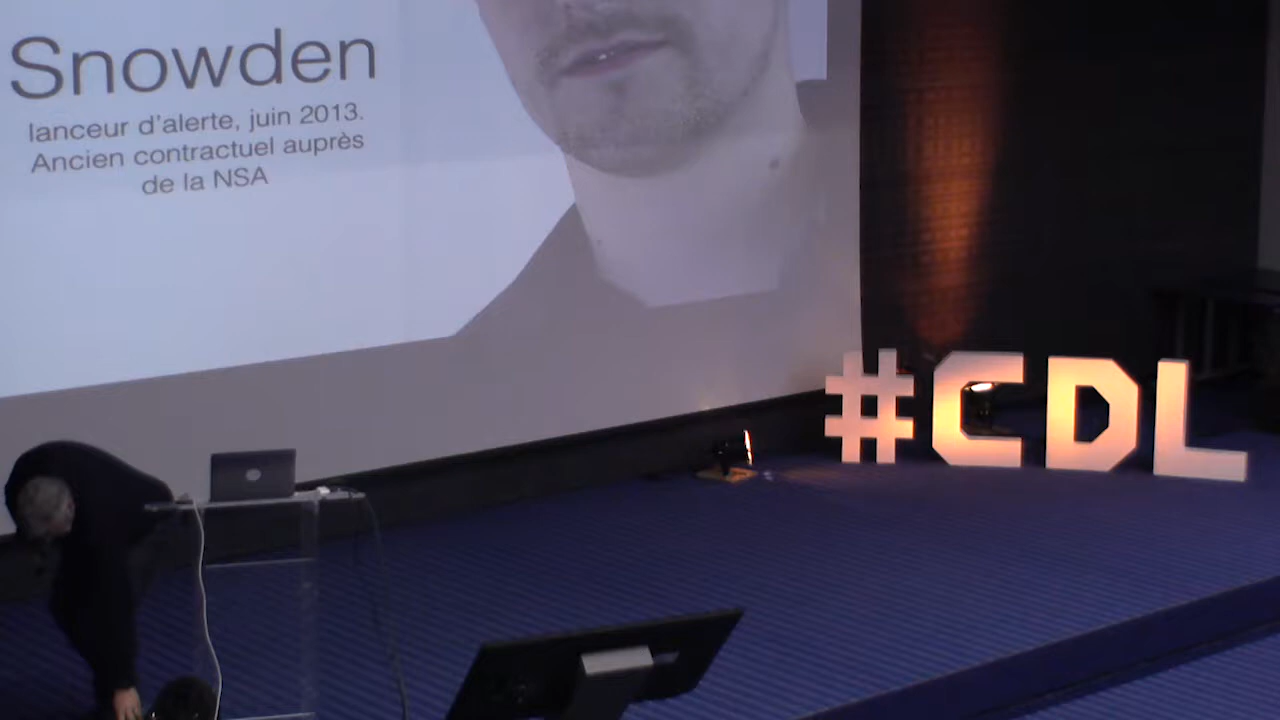 Snowden
lanceur d'alerte, juin 2013.
Ancien contractuel auprès
de la NSA
#CDL